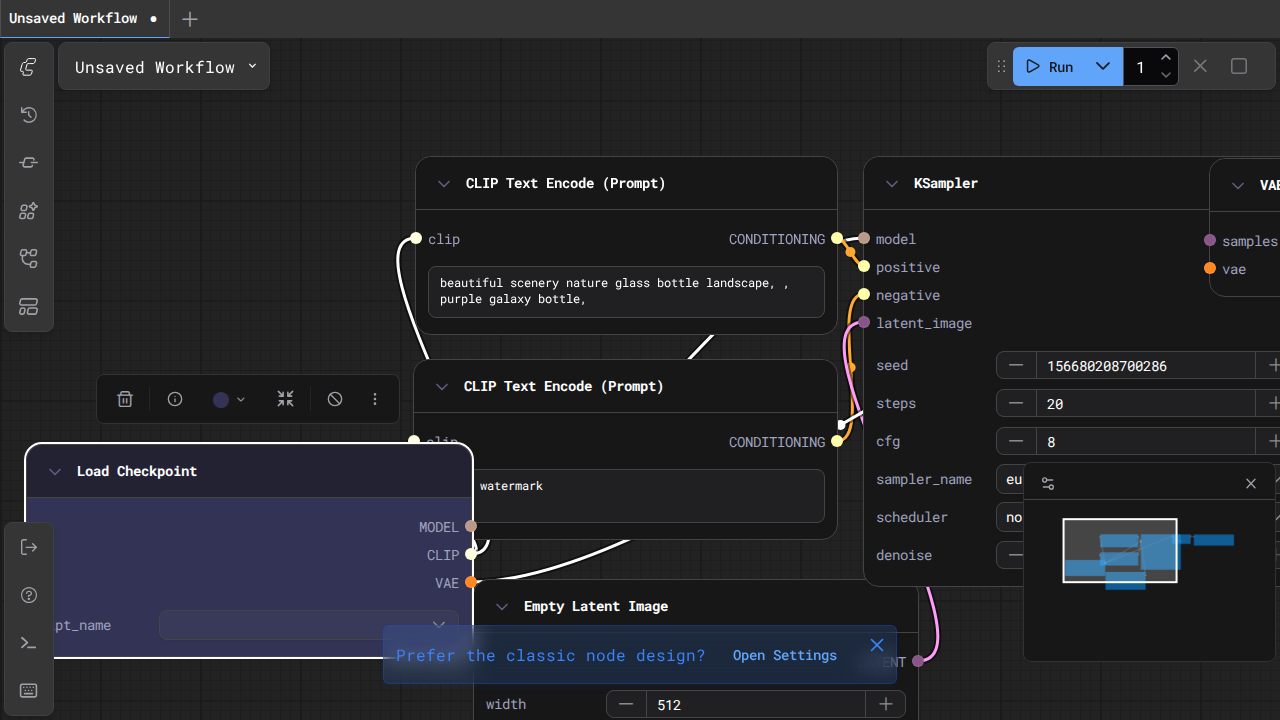 Unsaved Workflow
Unsaved Workflow
Run
1
CLIP Text Encode (Prompt)
clip
CONDITIONING
beautiful scenery nature glass bottle landscape, ,
purple galaxy bottle,
CLIP Text Encode (Prompt)
CONDITIONING
watermark
KSampler
model
positive
negative
latent_image
seed
156680208700286
steps
20
cfg
8
sampler_name
eu
scheduler
no
denoise
VAE
samples
vae
Load Checkpoint
MODEL
CLIP
VAE
pt_name
Empty Latent Image
ENT
width
512
Prefer the classic node design?
Open Settings